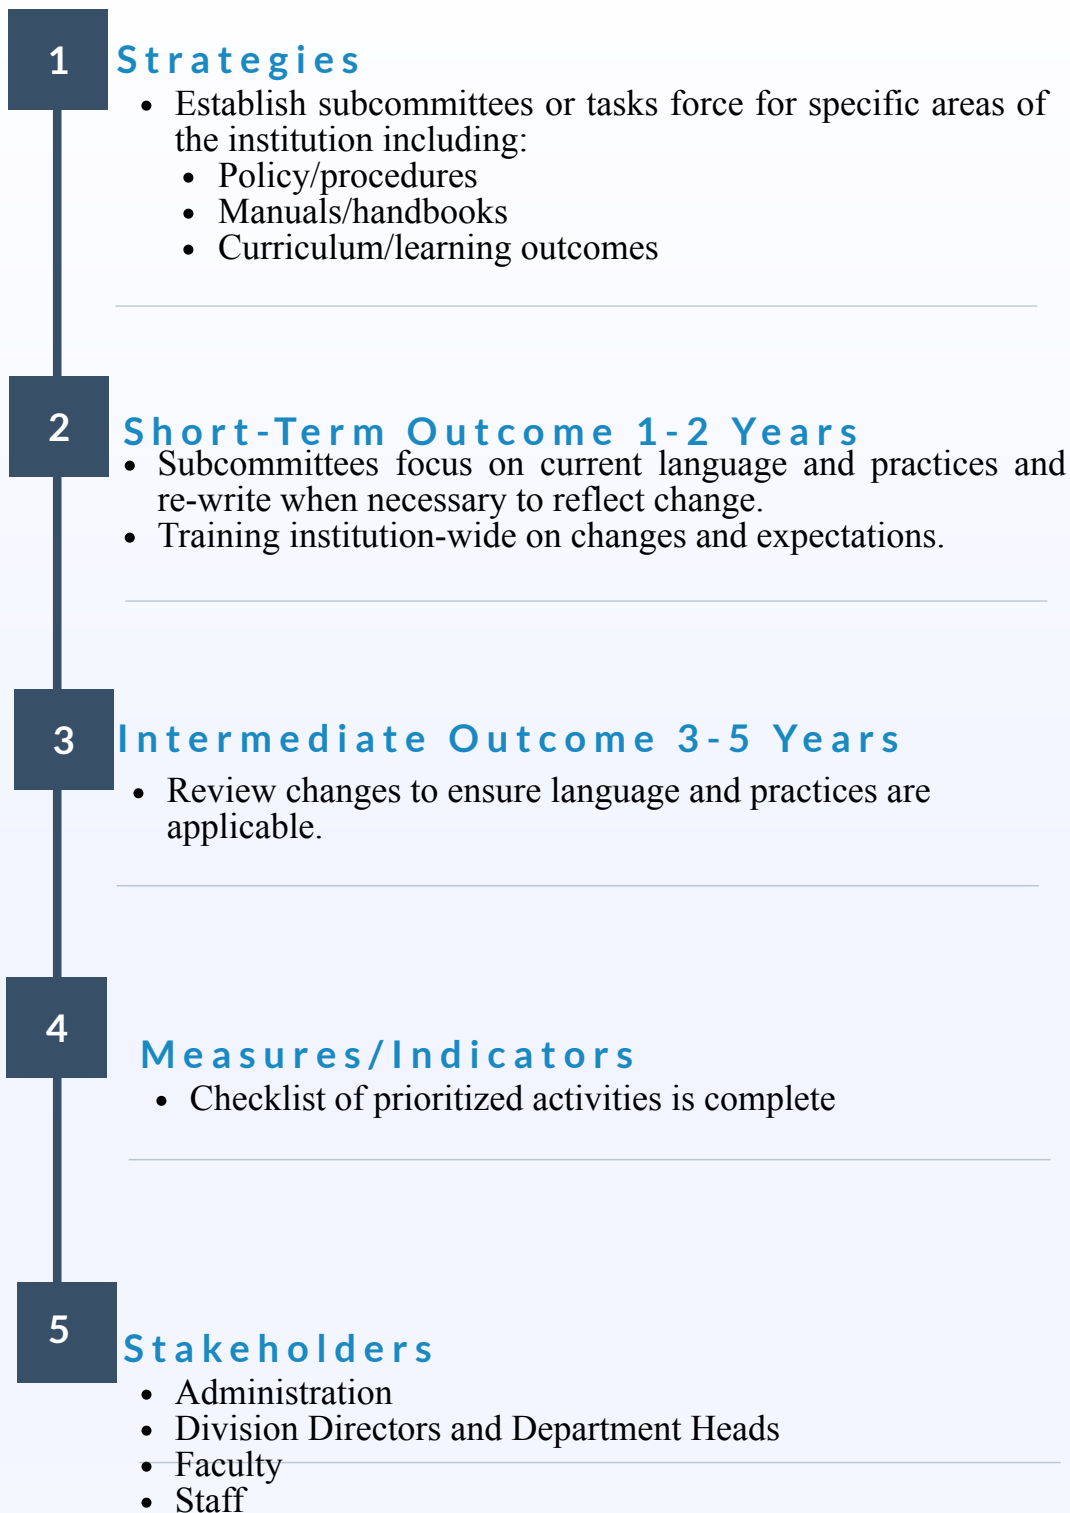 1
Strategies
• Establish subcommittees or tasks force for specific areas of
the institution including:
• Policy/procedures
• Manuals/handbooks
• Curriculum/learning outcomes
2
Short-Term Outcome 1-2 Years
• Subcommittees focus on current language and practices and
re-write when necessary to reflect change.
• Training institution-wide on changes and expectations.
3
Intermediate Outcome 3-5 Years
• Review changes to ensure language and practices are
applicable.
4
Measures/Indicators
• Checklist of prioritized activities is complete
5
Stakeholders
• Administration
• Division Directors and Department Heads
• Faculty
• Staff